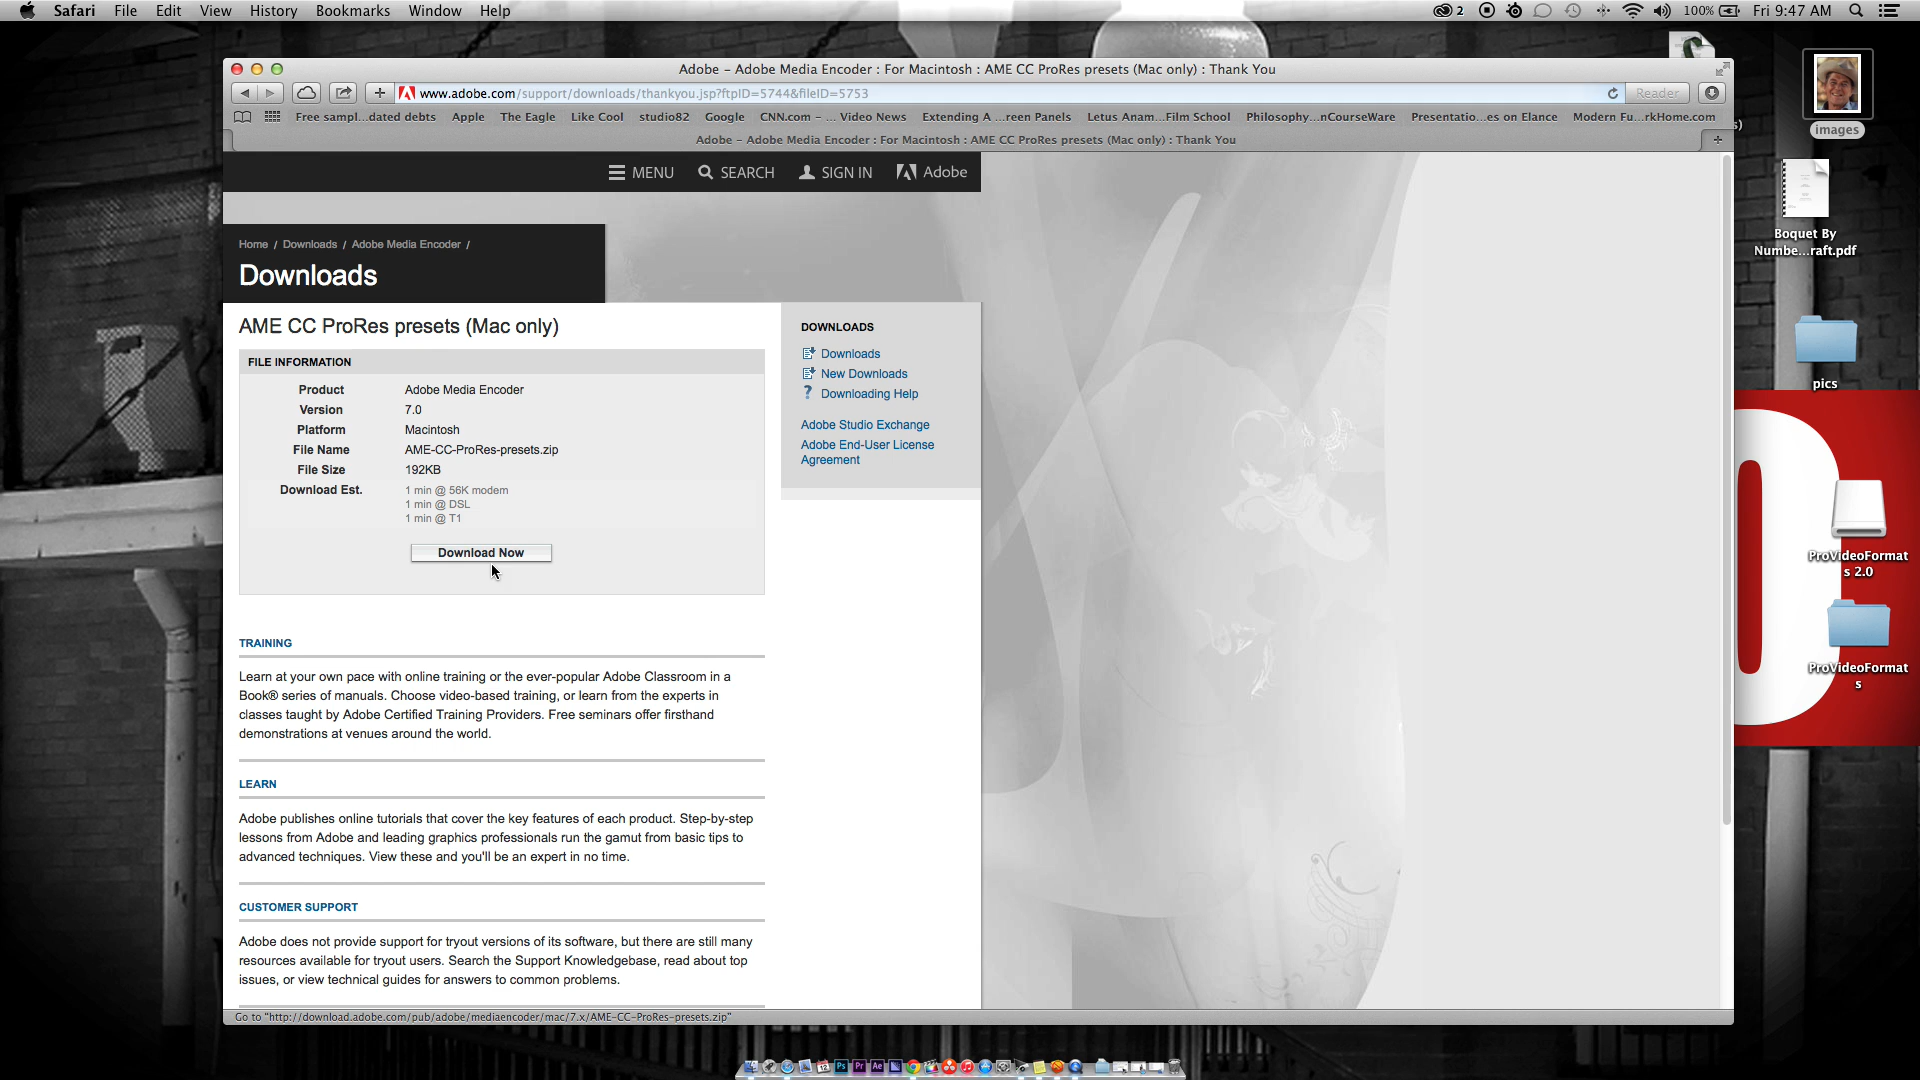 Safari File Edit View History Bookmarks Window Help
2 100% Fri 9:47 AM
Adobe – Adobe Media Encoder : For Macintosh : AME CC ProRes presets (Mac only) : Thank You
www.adobe.com/support/downloads/thankyou.jsp?ftpID=5744&fileID=5753
Reader
Free sampl...dated debts Apple The Eagle Like Cool studio82 Google CNN.com – ... Video News Extending A ...reen Panels Letus Anam...Film School Philosophy...nCourseWare Presentatio...es on Elance Modern Fu...rkHome.com
Adobe – Adobe Media Encoder : For Macintosh : AME CC ProRes presets (Mac only) : Thank You
MENU SEARCH SIGN IN Adobe
Home / Downloads / Adobe Media Encoder /
Downloads
AME CC ProRes presets (Mac only)
FILE INFORMATION
Product Adobe Media Encoder
Version 7.0
Platform Macintosh
File Name AME-CC-ProRes-presets.zip
File Size 192KB
Download Est. 1 min @ 56K modem
1 min @ DSL
1 min @ T1
Download Now
DOWNLOADS
Downloads
New Downloads
Downloading Help
Adobe Studio Exchange
Adobe End-User License
Agreement
TRAINING
Learn at your own pace with online training or the ever-popular Adobe Classroom in a
Book® series of manuals. Choose video-based training, or learn from the experts in
classes taught by Adobe Certified Training Providers. Free seminars offer firsthand
demonstrations at venues around the world.
LEARN
Adobe publishes online tutorials that cover the key features of each product. Step-by-step
lessons from Adobe and leading graphics professionals run the gamut from basic tips to
advanced techniques. View these and you'll be an expert in no time.
CUSTOMER SUPPORT
Adobe does not provide support for tryout versions of its software, but there are still many
resources available for tryout users. Search the Support Knowledgebase, read about top
issues, or view technical guides for answers to common problems.
Go to "http://download.adobe.com/pub/adobe/mediaencoder/mac/7.x/AME-CC-ProRes-presets.zip"
images
Boquet By
Numbe...raft.pdf
pics
ProVideoFormat
s 2.0
ProVideoFormat
s
Ps Pr Ae